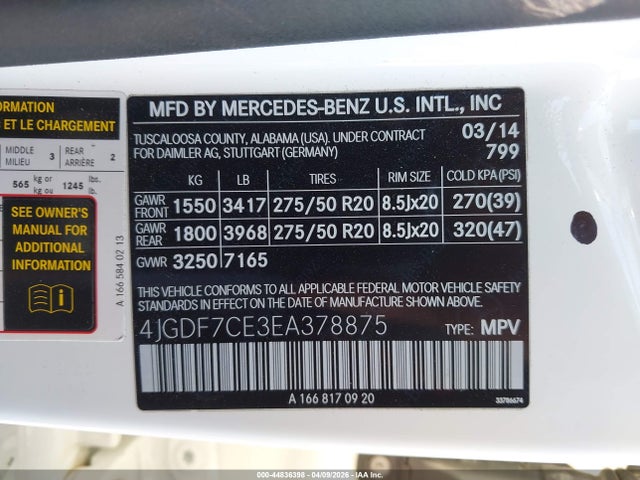 ORMATION
ET LE CHARGEMENT
MIDDLE MILIEU 3 REAR ARRIÈRE 2
565 kg or kg ou 1245 lbs. lb.
SEE OWNER'S
MANUAL FOR
ADDITIONAL
INFORMATION
A 166 584 02 13
MFD BY MERCEDES-BENZ U.S. INTL., INC
TUSCALOOSA COUNTY, ALABAMA (USA). UNDER CONTRACT 03/14
FOR DAIMLER AG, STUTTGART (GERMANY) 799
KG LB TIRES RIM SIZE COLD KPA(PSI)
GAWR FRONT 1550 3417 275/50 R20 8.5Jx20 270(39)
GAWR REAR 1800 3968 275/50 R20 8.5Jx20 320(47)
GVWR 3250 7165
THIS VEHICLE CONFORMS TO ALL APPLICABLE FEDERAL MOTOR VEHICLE SAFETY
STANDARDS IN EFFECT ON THE DATE OF MANUFACTURE SHOWN ABOVE.
4JGDF7CE3EA378875 TYPE: MPV
A 166 817 09 20
33786674
000-44836398 - 04/09/2026 - IAA Inc.